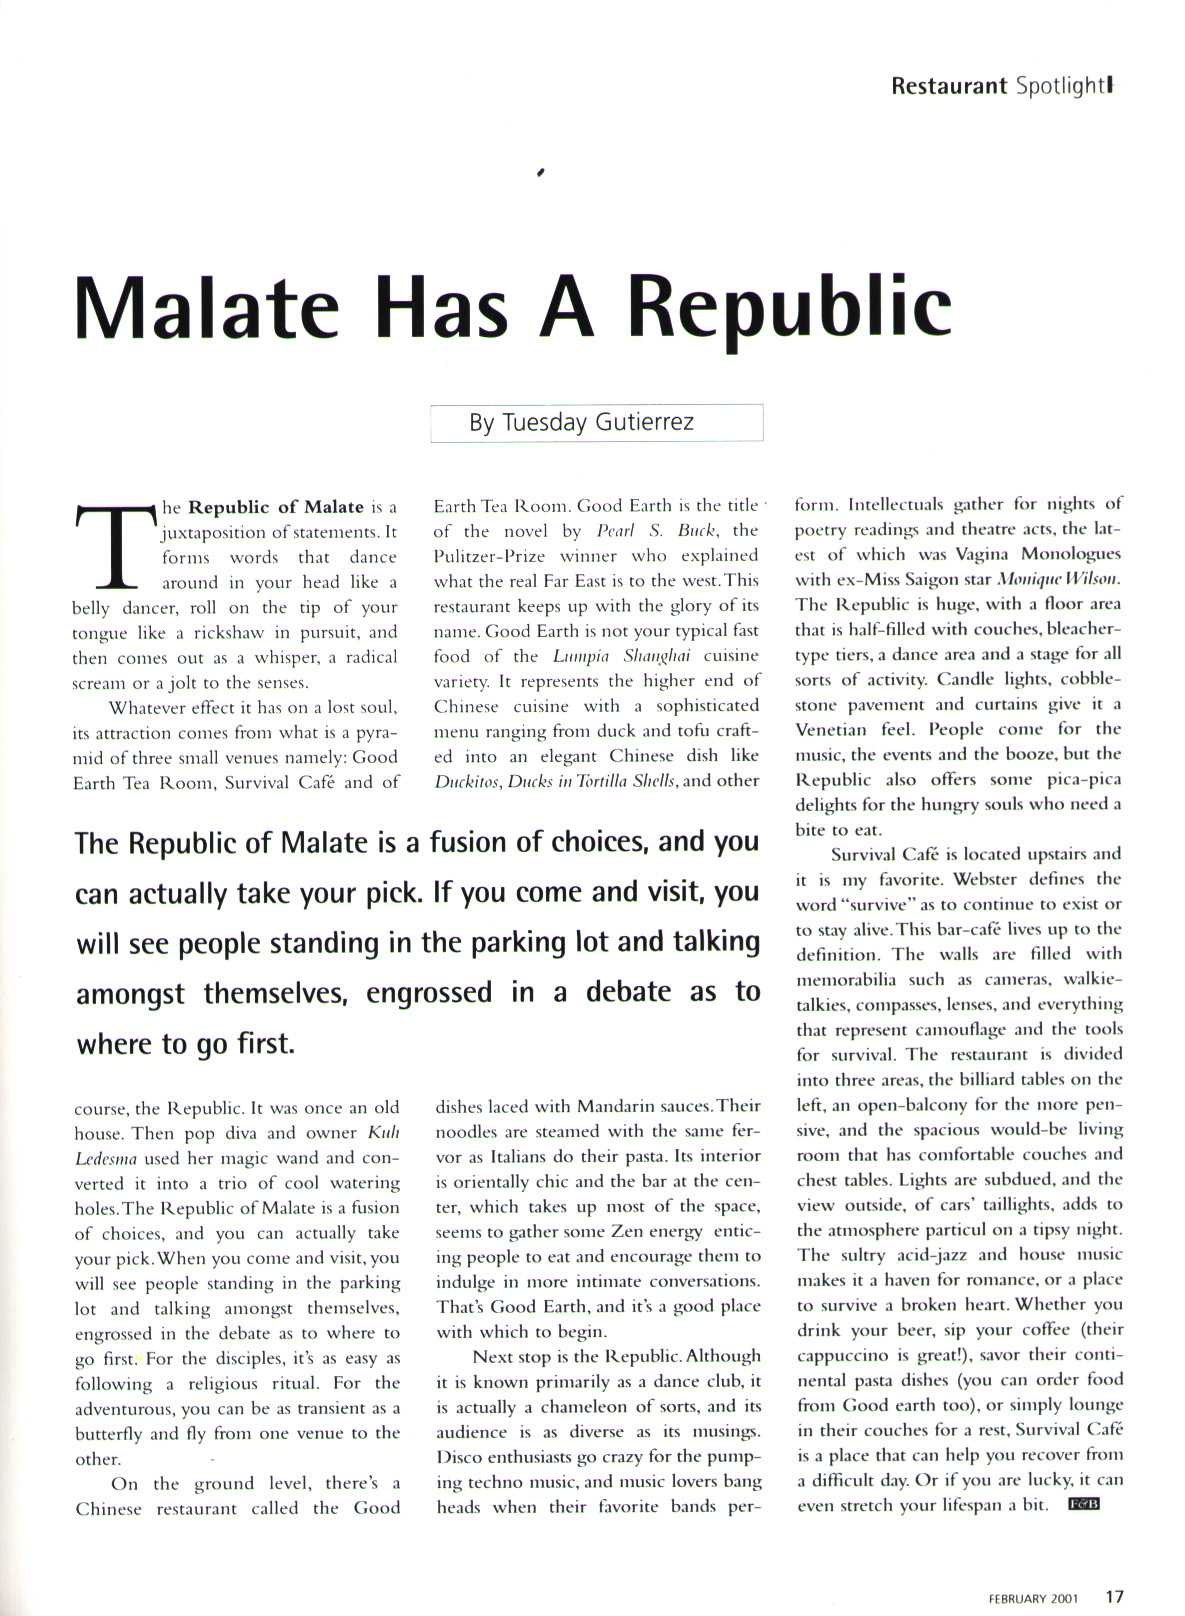 Restaurant Spotlight
Malate Has A Republic
By Tuesday Gutierrez
The Republic of Malate is a
juxtaposition of statements. It
forms words that dance
around in your head like a
belly dancer, roll on the tip of your
tongue like a rickshaw in pursuit, and
then comes out as a whisper, a radical
scream or a jolt to the senses.
Whatever effect it has on a lost soul,
its attraction comes from what is a pyra-
mid of three small venues namely: Good
Earth Tea Room, Survival Café and of
The Republic of Malate is a fusion of choices, and you
can actually take your pick. If you come and visit, you
will see people standing in the parking lot and talking
amongst themselves, engrossed in a debate as to
where to go first.
course, the Republic. It was once an old
house. Then pop diva and owner Kuh
Ledesma used her magic wand and con-
verted it into a trio of cool watering
holes. The Republic of Malate is a fusion
of choices, and you can actually take
your pick. When you come and visit, you
will see people standing in the parking
lot and talking amongst themselves,
engrossed in the debate as to where to
go first. For the disciples, it's as easy as
following a religious ritual. For the
adventurous, you can be as transient as a
butterfly and fly from one venue to the
other.
On the ground level, there's a
Chinese restaurant called the Good
Earth Tea Room. Good Earth is the title
of the novel by Pearl S. Buck, the
Pulitzer-Prize winner who explained
what the real Far East is to the west. This
restaurant keeps up with the glory of its
name. Good Earth is not your typical fast
food of the Lumpia Shanghai cuisine
variety. It represents the higher end of
Chinese cuisine with a sophisticated
menu ranging from duck and tofu craft-
ed into an elegant Chinese dish like
Duckitos, Ducks in Tortilla Shells, and other
dishes laced with Mandarin sauces. Their
noodles are steamed with the same fer-
vor as Italians do their pasta. Its interior
is orientally chic and the bar at the cen-
ter, which takes up most of the space,
seems to gather some Zen energy entic-
ing people to eat and encourage them to
indulge in more intimate conversations.
That's Good Earth, and it's a good place
with which to begin.
Next stop is the Republic. Although
it is known primarily as a dance club, it
is actually a chameleon of sorts, and its
audience is as diverse as its musings.
Disco enthusiasts go crazy for the pump-
ing techno music, and music lovers bang
heads when their favorite bands per-
form. Intellectuals gather for nights of
poetry readings and theatre acts, the lat-
est of which was Vagina Monologues
with ex-Miss Saigon star Monique Wilson.
The Republic is huge, with a floor area
that is half-filled with couches, bleacher-
type tiers, a dance area and a stage for all
sorts of activity. Candle lights, cobble-
stone pavement and curtains give it a
Venetian feel. People come for the
music, the events and the booze, but the
Republic also offers some pica-pica
delights for the hungry souls who need a
bite to eat.
Survival Café is located upstairs and
it is my favorite. Webster defines the
word "survive" as to continue to exist or
to stay alive. This bar-café lives up to the
definition. The walls are filled with
memorabilia such as cameras, walkie-
talkies, compasses, lenses, and everything
that represent camouflage and the tools
for survival. The restaurant is divided
into three areas, the billiard tables on the
left, an open-balcony for the more pen-
sive, and the spacious would-be living
room that has comfortable couches and
chest tables. Lights are subdued, and the
view outside, of cars' taillights, adds to
the atmosphere particul on a tipsy night.
The sultry acid-jazz and house music
makes it a haven for romance, or a place
to survive a broken heart. Whether you
drink your beer, sip your coffee (their
cappuccino is great!), savor their conti-
nental pasta dishes (you can order food
from Good earth too), or simply lounge
in their couches for a rest, Survival Café
is a place that can help you recover from
a difficult day. Or if you are lucky, it can
even stretch your lifespan a bit. F&B
FEBRUARY 2001 17